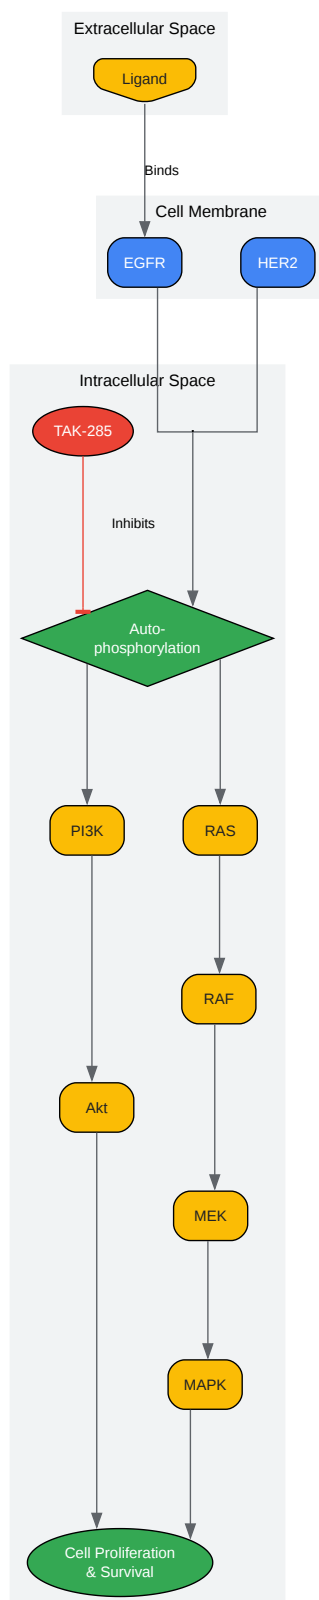 Extracellular Space
Ligand
Binds
Cell Membrane
EGFR
HER2
Intracellular Space
TAK-285
Inhibits
Auto-
phosphorylation
PI3K
RAS
RAF
Akt
MEK
MAPK
Cell Proliferation
& Survival